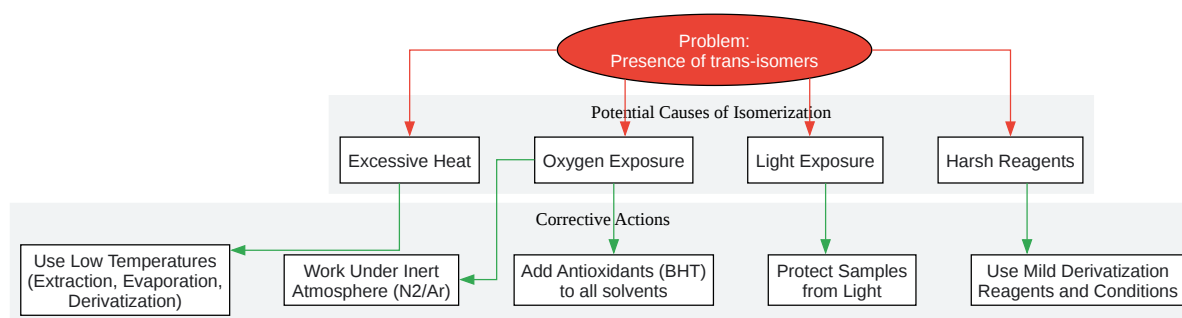 Problem:
Presence of trans-isomers
Potential Causes of Isomerization
Excessive Heat
Oxygen Exposure
Light Exposure
Harsh Reagents
Corrective Actions
Use Low Temperatures
(Extraction, Evaporation,
Derivatization)
Work Under Inert
Atmosphere (N2/Ar)
Add Antioxidants (BHT)
to all solvents
Protect Samples
from Light
Use Mild Derivatization
Reagents and Conditions